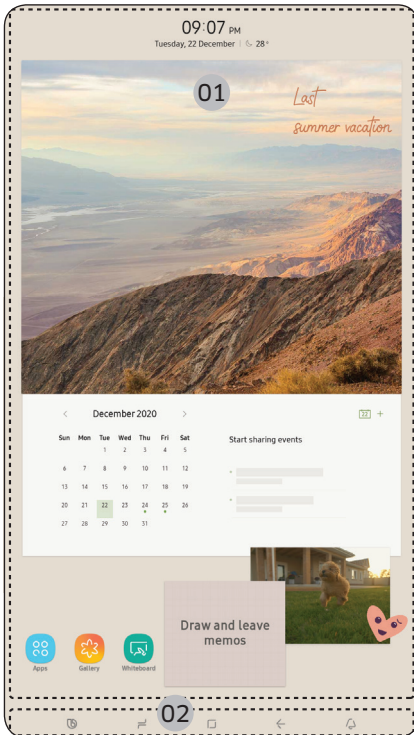 09:07 PM
Tuesday, 22 December 28°
01
Last
summer vacation
< December 2020 >
22 +
Sun Mon Tue Wed Thu Fri Sat
1 2 3 4 5
6 7 8 9 10 11 12
13 14 15 16 17 18 19
20 21 22 23 24 25 26
27 28 29 30 31
Start sharing events
Draw and leave
memos
Apps Gallery Whiteboard
02